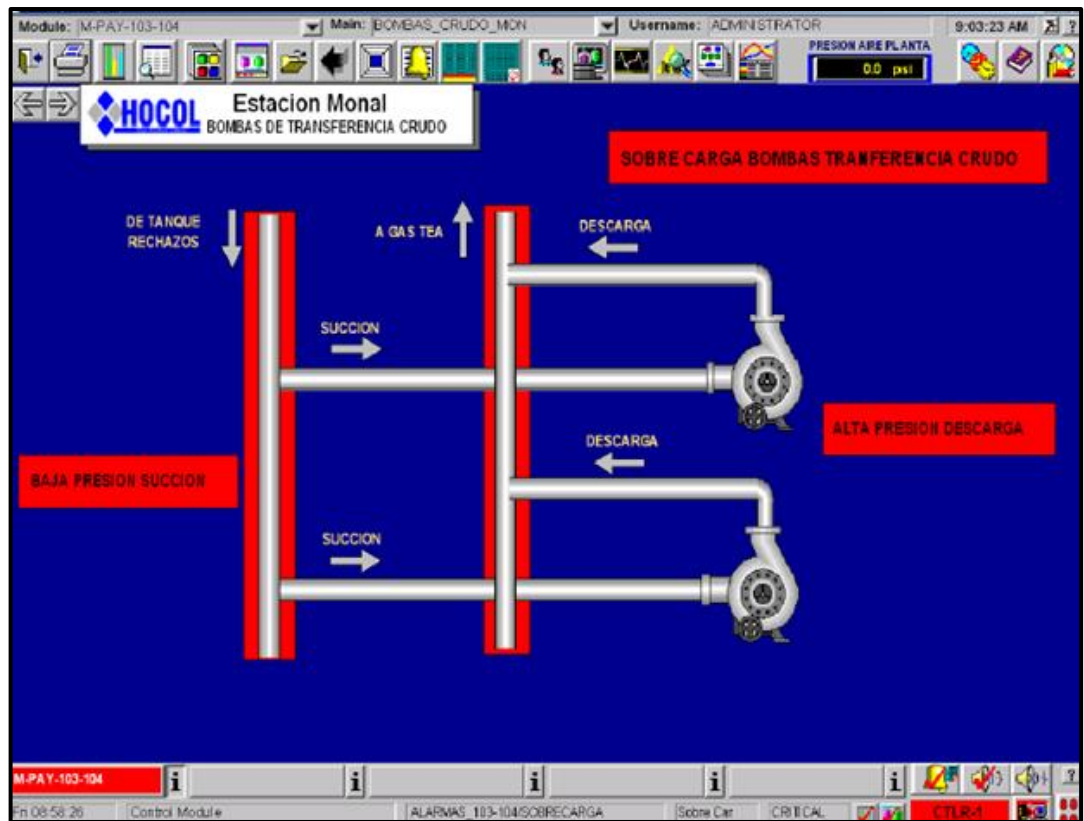 Module: M-PAY-103-104 Main: BOMBAS_CRUDO_MON Username: ADMINISTRATOR 9:03:23 AM
PRESION AIRE PLANTA
0.0 psi
HOCOL Estacion Monal
BOMBAS DE TRANSFERENCIA CRUDO
SOBRE CARGA BOMBAS TRANFERENCIA CRUDO
DE TANQUE
RECHAZOS
A GAS TEA
DESCARGA
SUCCION
ALTA PRESION DESCARGA
DESCARGA
BAJA PRESION SUCCION
SUCCION
M-PAY-103-104
Fri 08:58:26 Control Module ALARMAS_103-104/SOBRECARGA Sobre Car CRITICAL CTLR-1